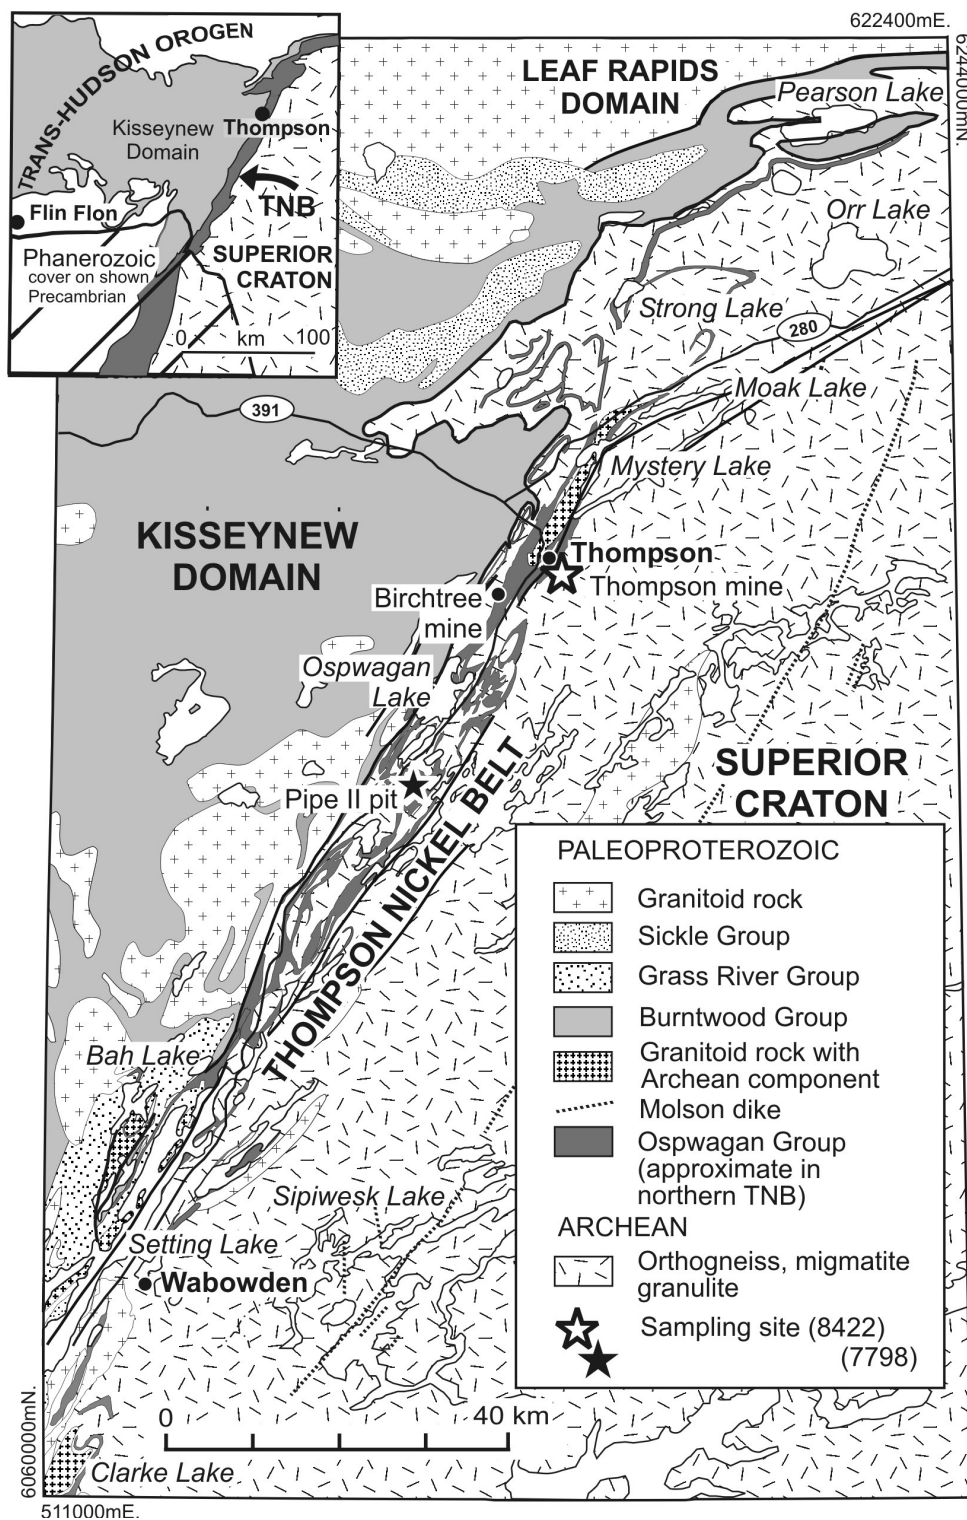 622400mE.
6244000mN.
TRANS-HUDSON OROGEN
Kisseynew
Domain
Thompson
TNB
Flin Flon
Phanerozoic
cover on shown
Precambrian
SUPERIOR
CRATON
0 km 100
LEAF RAPIDS
DOMAIN
Pearson Lake
Orr Lake
Strong Lake
280
Moak Lake
391
Mystery Lake
KISSEYNEW
DOMAIN
Thompson
Thompson mine
Birchtree
mine
Ospwagan
Lake
Pipe II pit
THOMPSON NICKEL BELT
SUPERIOR
CRATON
Bah Lake
Sipiwesk Lake
Setting Lake
Wabowden
Clarke Lake
0 40 km
6060000mN.
511000mE.
PALEOPROTEROZOIC
Granitoid rock
Sickle Group
Grass River Group
Burntwood Group
Granitoid rock with
Archean component
Molson dike
Ospwagan Group
(approximate in
northern TNB)
ARCHEAN
Orthogneiss, migmatite
granulite
Sampling site (8422)
(7798)